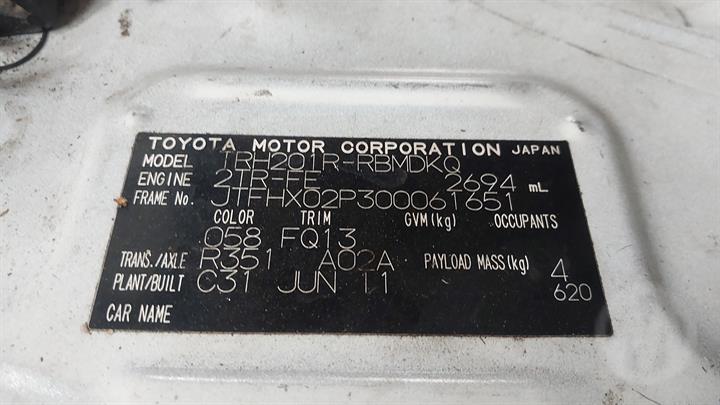 TOYOTA MOTOR CORPORATION JAPAN
MODEL TRH201R-RBMDKQ
ENGINE 2TR-FE 2694 mL
FRAME No. JTFHX02P300061651
COLOR TRIM GVM(kg) OCCUPANTS
058 FQ13
TRANS./AXLE R351 A02A PAYLOAD MASS(kg) 4
PLANT/BUILT C31 JUN 11 620
CAR NAME